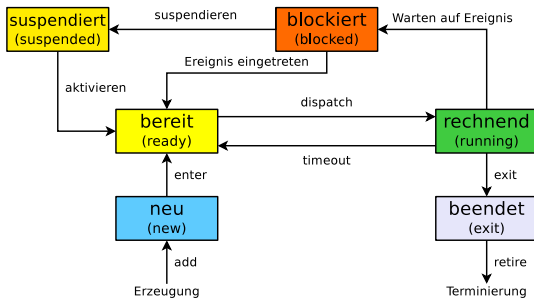 suspendiert
(suspended)
suspendieren
blockiert
(blocked)
Warten auf Ereignis
Ereignis eingetreten
aktivieren
bereit
(ready)
dispatch
rechnend
(running)
timeout
enter
exit
neu
(new)
beendet
(exit)
add
retire
Erzeugung
Terminierung